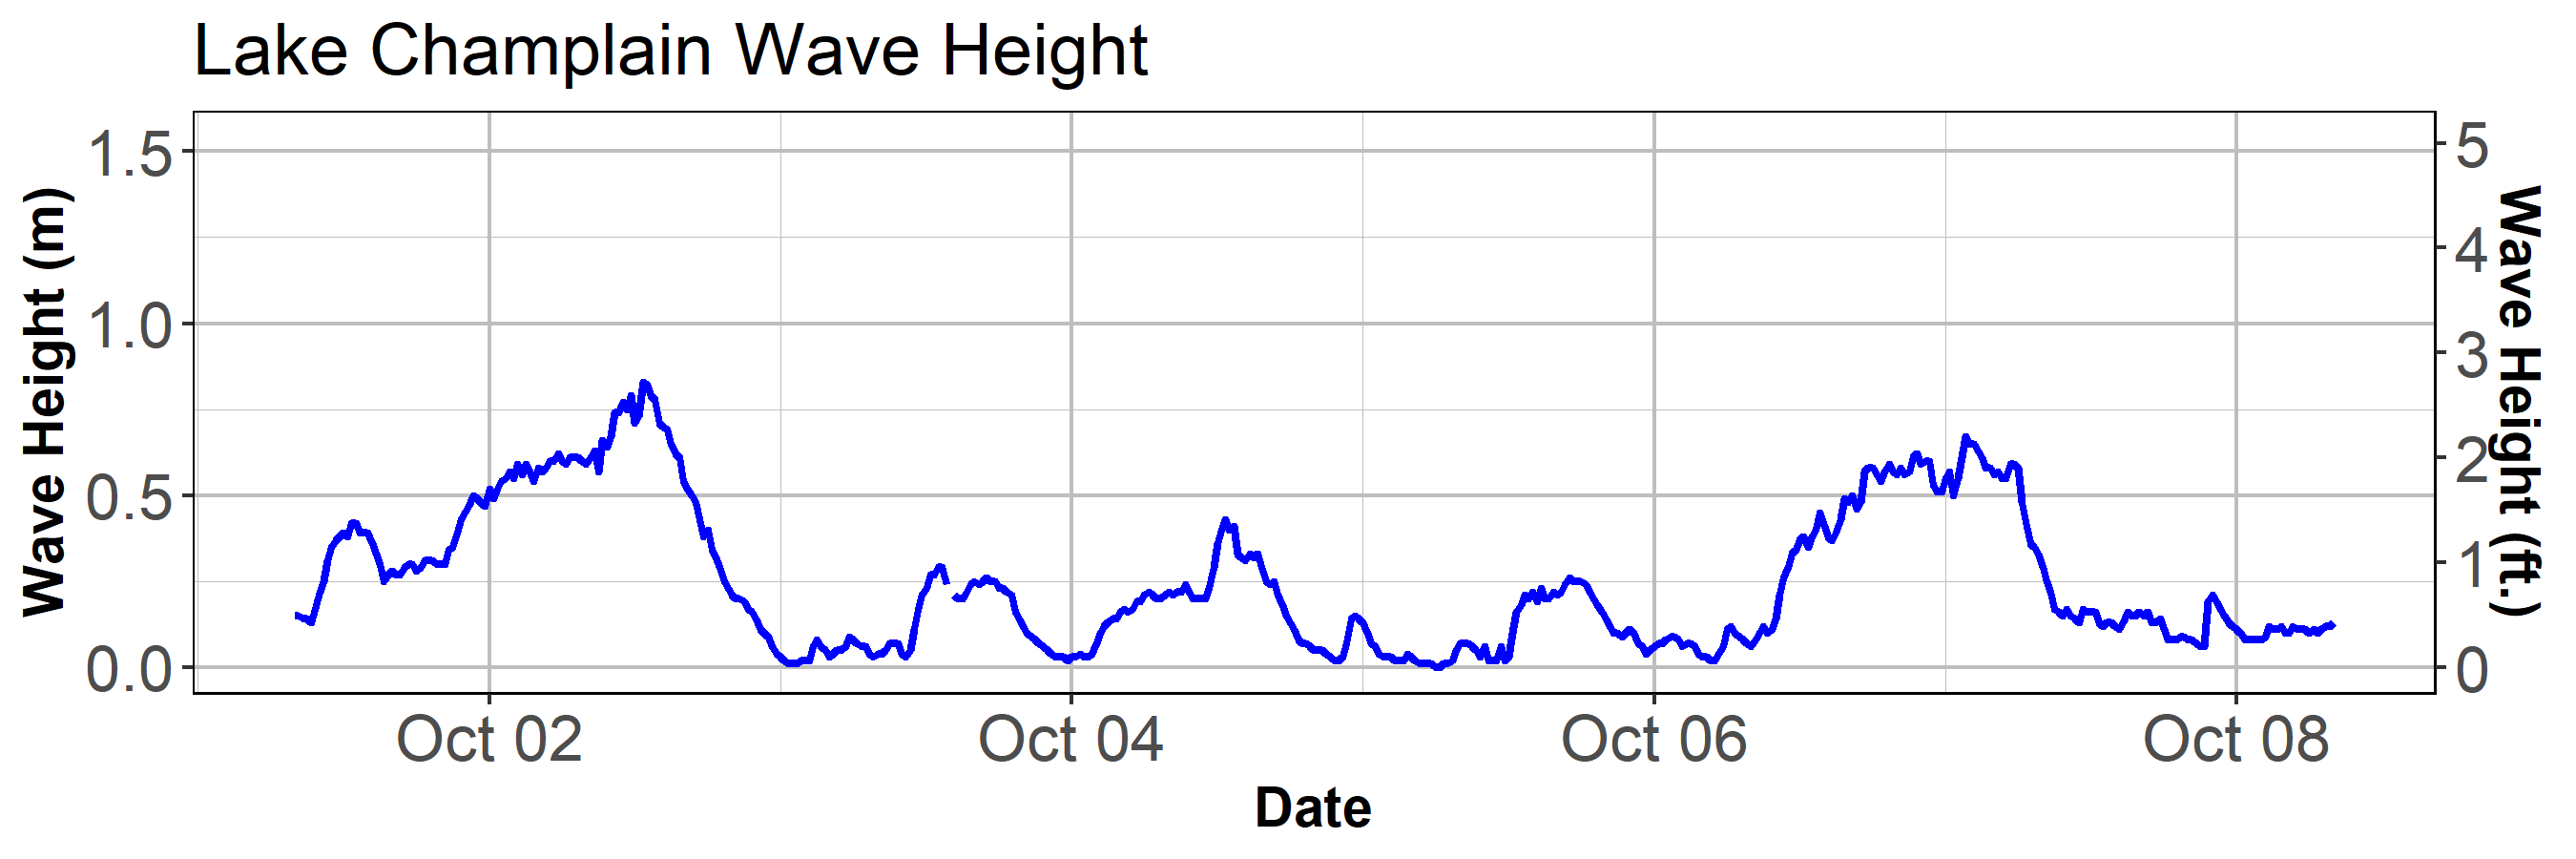 Lake Champlain Wave Height
Wave Height (m)
1.5
1.0
0.5
0.0
5
4
3
2
1
0
Wave Height (ft.)
Oct 02
Oct 04
Oct 06
Oct 08
Date